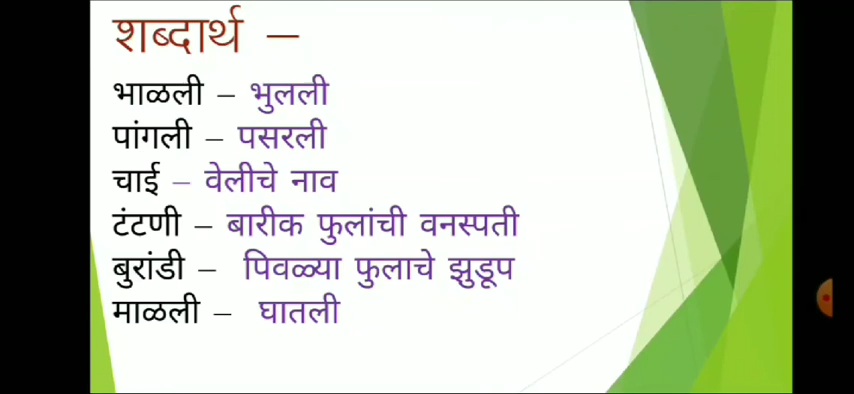 शब्दार्थ –
भाळली – भुलली
पांगली – पसरली
चाई – वेलीचे नाव
टंटणी – बारीक फुलांची वनस्पती
बुरांडी – पिवळ्या फुलाचे झुडूप
माळली – घातली